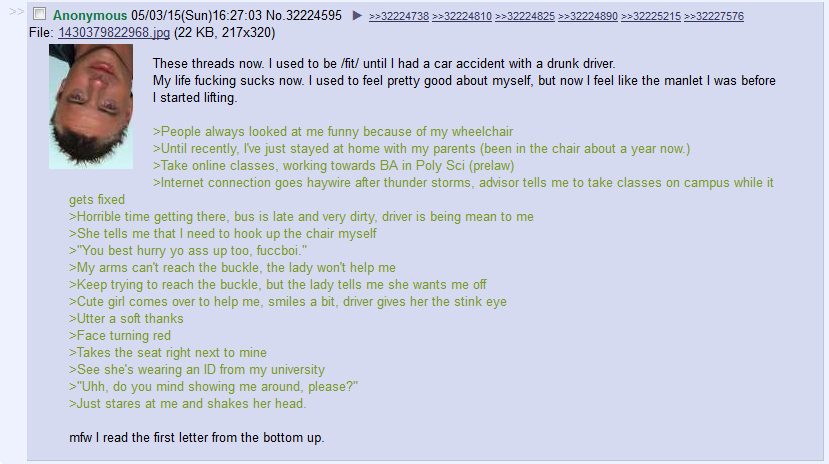 >> Anonymous 05/03/15(Sun)16:27:03 No.32224595 ▶ >>32224738 >>32224810 >>32224825 >>32224890 >>32225215 >>32227576
File: 1430379822968.jpg (22 KB, 217x320)
These threads now. I used to be /fit/ until I had a car accident with a drunk driver.
My life fucking sucks now. I used to feel pretty good about myself, but now I feel like the manlet I was before
I started lifting.
>People always looked at me funny because of my wheelchair
>Until recently, I've just stayed at home with my parents (been in the chair about a year now.)
>Take online classes, working towards BA in Poly Sci (prelaw)
>Internet connection goes haywire after thunder storms, advisor tells me to take classes on campus while it
gets fixed
>Horrible time getting there, bus is late and very dirty, driver is being mean to me
>She tells me that I need to hook up the chair myself
>"You best hurry yo ass up too, fuccboi."
>My arms can't reach the buckle, the lady won't help me
>Keep trying to reach the buckle, but the lady tells me she wants me off
>Cute girl comes over to help me, smiles a bit, driver gives her the stink eye
>Utter a soft thanks
>Face turning red
>Takes the seat right next to mine
>See she's wearing an ID from my university
>"Uhh, do you mind showing me around, please?"
>Just stares at me and shakes her head.
mfw I read the first letter from the bottom up.